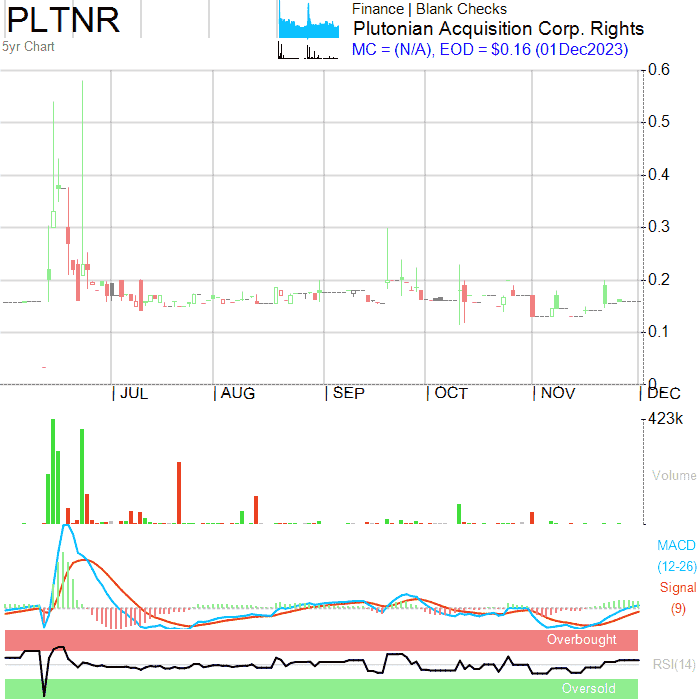 PLTNR
5yr Chart
Finance | Blank Checks
Plutonian Acquisition Corp. Rights
MC = (N/A), EOD = $0.16 (01Dec2023)
0.6
0.5
0.4
0.3
0.2
0.1
0
JUL AUG SEP OCT NOV DEC
423k
Volume
MACD
(12-26)
Signal
(9)
Overbought
RSI(14)
Oversold